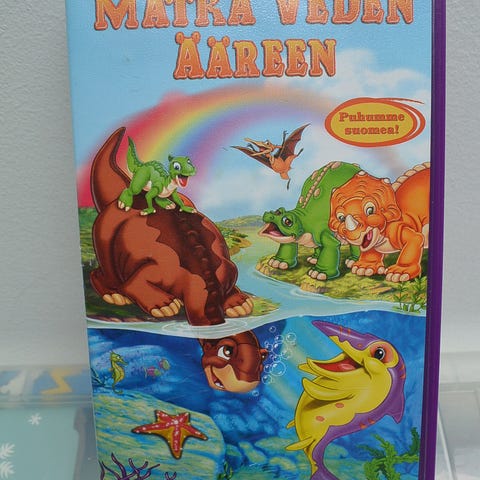 MATKA VEDEN
ÄÄREEN
Puhumme
suomea!